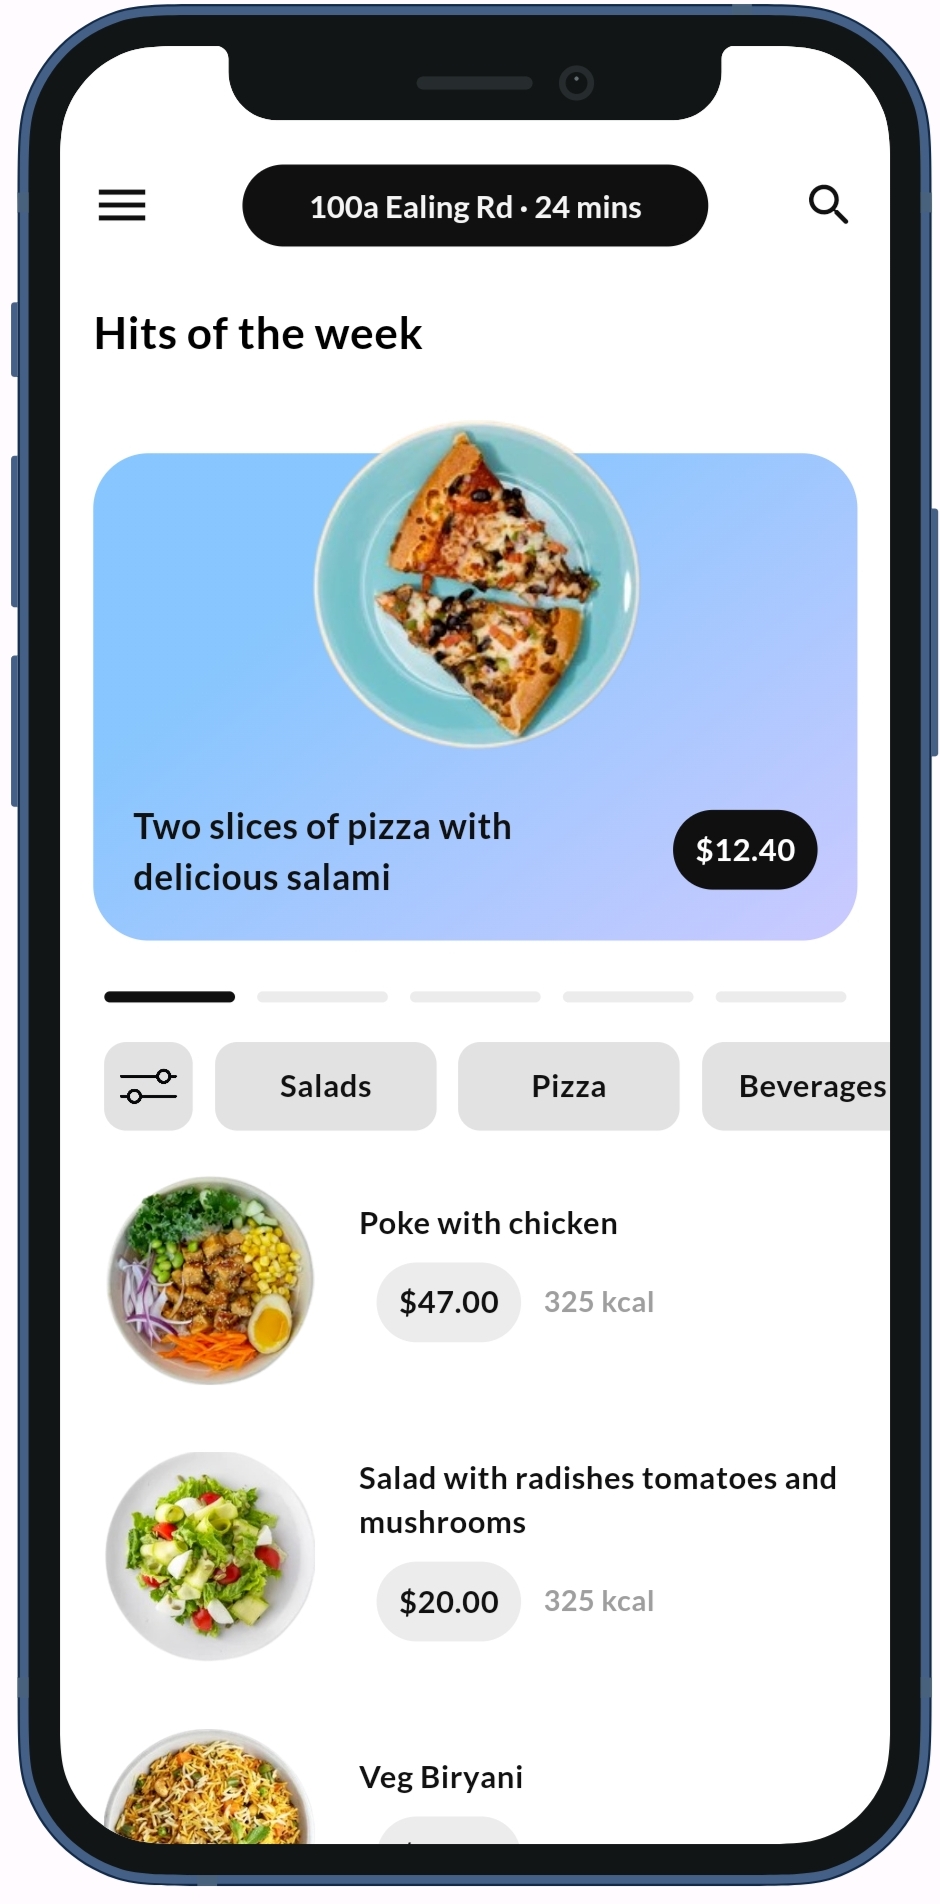 100a Ealing Rd · 24 mins
Hits of the week
Two slices of pizza with
delicious salami
$12.40
Salads
Pizza
Beverages
Poke with chicken
$47.00
325 kcal
Salad with radishes tomatoes and
mushrooms
$20.00
325 kcal
Veg Biryani